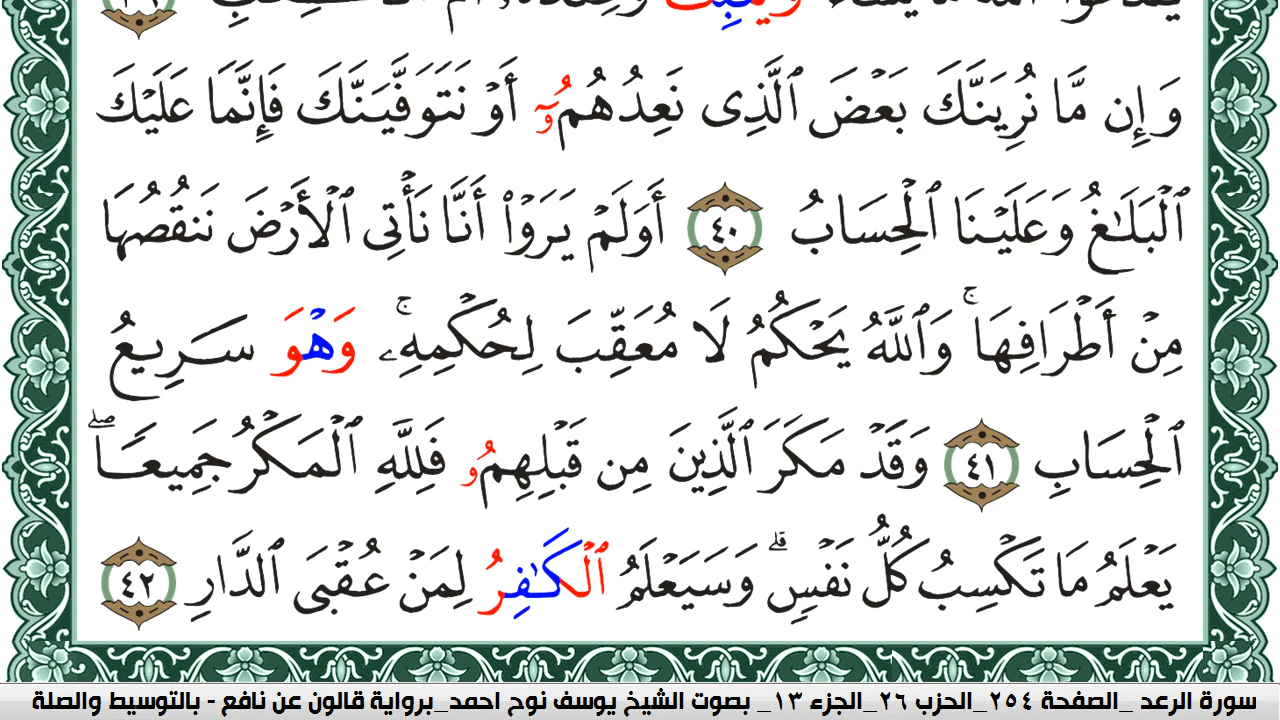 وَإِن مَّا نُرِيَنَّكَ بَعْضَ ٱلَّذِى نَعِدُهُمُۥٓ أَوْ نَتَوَفَّيَنَّكَ فَإِنَّمَا عَلَيْكَ
ٱلْبَلَٰغُ وَعَلَيْنَا ٱلْحِسَابُ ٤٠ أَوَلَمْ يَرَوْاْ أَنَّا نَأْتِى ٱلْأَرْضَ نَنقُصُهَا
مِنْ أَطْرَافِهَا ۚ وَٱللَّهُ يَحْكُمُ لَا مُعَقِّبَ لِحُكْمِهِۦ ۚ وَهْوَ سَرِيعُ
ٱلْحِسَابِ ٤١ وَقَدْ مَكَرَ ٱلَّذِينَ مِن قَبْلِهِمُۥ فَلِلَّهِ ٱلْمَكْرُ جَمِيعًا ۖ
يَعْلَمُ مَا تَكْسِبُ كُلُّ نَفْسٍ ۗ وَسَيَعْلَمُ ٱلْكَٰفِرُ لِمَنْ عُقْبَى ٱلدَّارِ ٤٢
سورة الرعد _الصفحة ٢٥٤_الحزب ٢٦_الجزء ١٣_ بصوت الشيخ يوسف نوح احمد_برواية قالون عن نافع - بالتوسيط والصلة